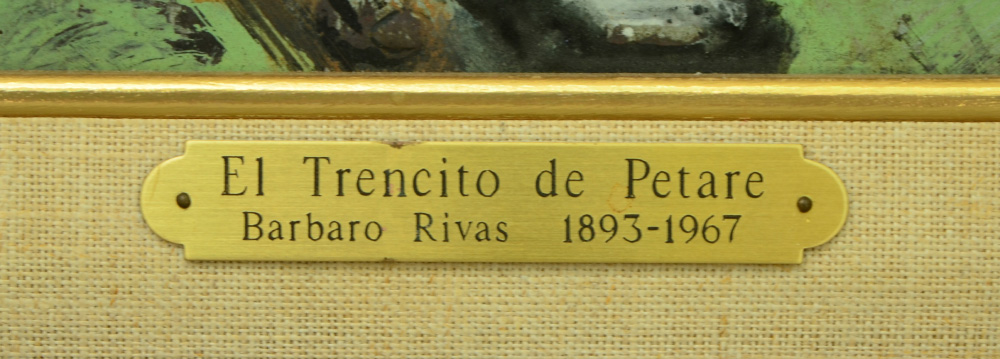 El Trencito de Petare
Barbaro Rivas 1893-1967